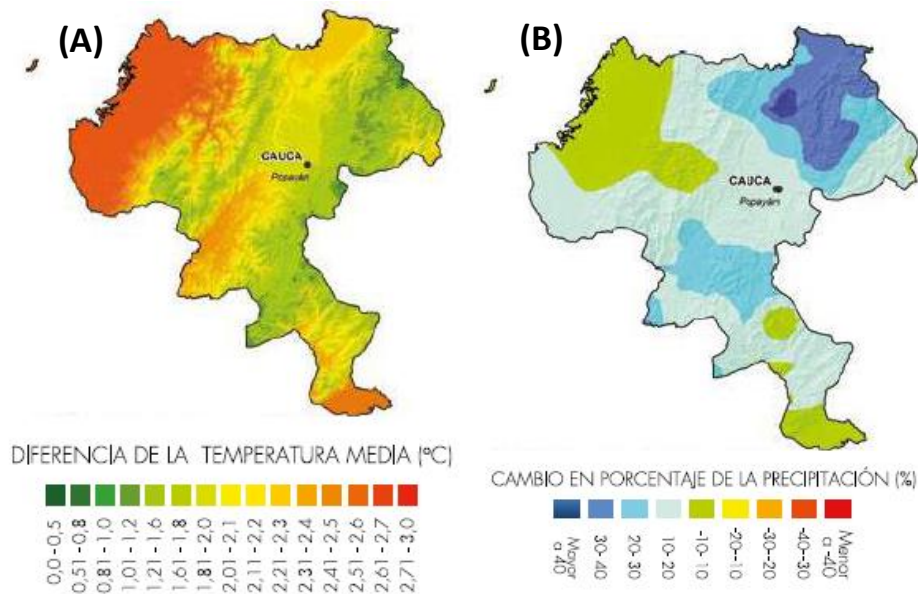 (A)
CAUCA
Popayán
DIFERENCIA DE LA TEMPERATURA MEDIA (ºC)
0,0 - 0,5
0,51 - 0,8
0,81 - 1,0
1,01 - 1,2
1,21 - 1,6
1,61 - 1,8
1,81 - 2,0
2,01 - 2,1
2,11 - 2,2
2,21 - 2,3
2,31 - 2,4
2,41 - 2,5
2,51 - 2,6
2,61 - 2,7
2,71 - 3,0
(B)
CAUCA
Popayán
CAMBIO EN PORCENTAJE DE LA PRECIPITACIÓN (%)
Mayor
a -40
30-40
20-30
10-20
-10-10
-20--10
-30--20
-40--30
Menor
a -40